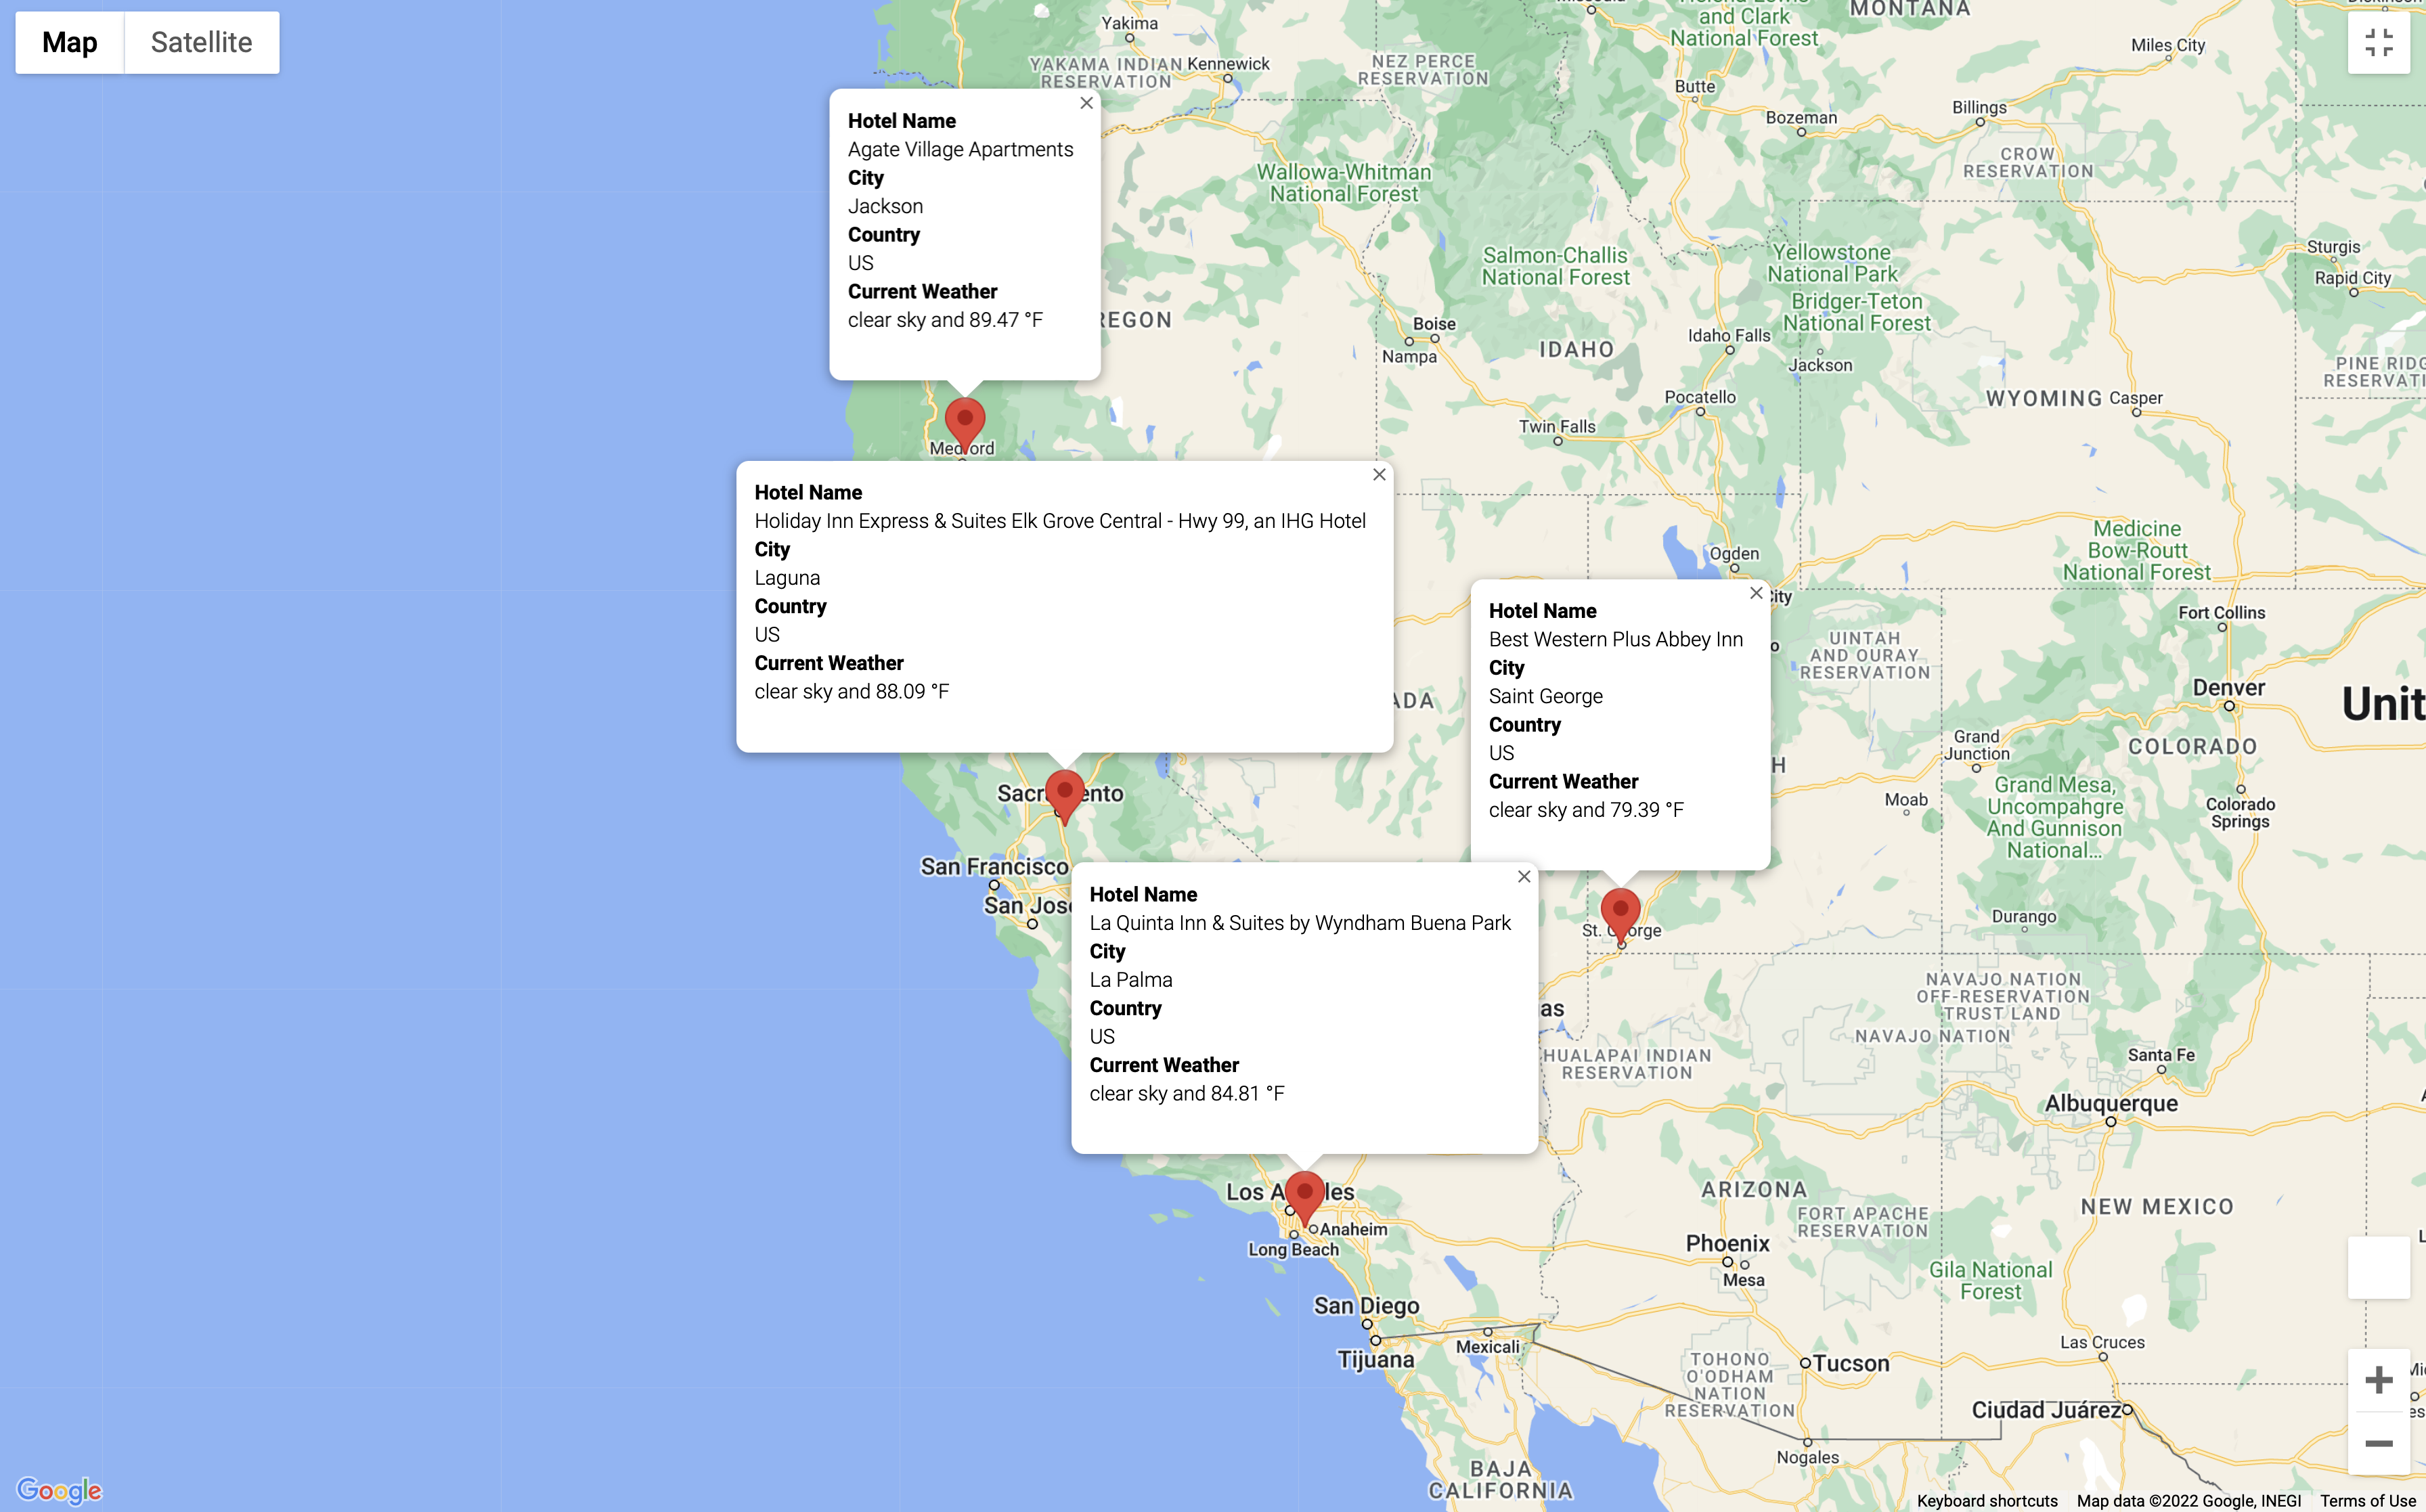 Map
Satellite
Yakima
YAKAMA INDIAN
RESERVATION
Kennewick
NEZ PERCE
RESERVATION
and Clark
National Forest
MONTANA
Miles City
Butte
Bozeman
Billings
CROW
RESERVATION
Wallowa-Whitman
National Forest
Hotel Name
Agate Village Apartments
City
Jackson
Country
US
Current Weather
clear sky and 89.47 °F
REGON
Salmon-Challis
National Forest
Yellowstone
National Park
Bridger-Teton
National Forest
Sturgis
Rapid City
Boise
Nampa
IDAHO
Idaho Falls
Jackson
Pocatello
Twin Falls
WYOMING
Casper
PINE RIDG
RESERVATI
Medford
Hotel Name
Holiday Inn Express & Suites Elk Grove Central - Hwy 99, an IHG Hotel
City
Laguna
Country
US
Current Weather
clear sky and 88.09 °F
ADA
Ogden
City
Medicine
Bow-Routt
National Forest
Fort Collins
UINTAH
AND OURAY
RESERVATION
Denver
Unit
Hotel Name
Best Western Plus Abbey Inn
City
Saint George
Country
US
Current Weather
clear sky and 79.39 °F
H
Grand
Junction
COLORADO
Grand Mesa,
Uncompahgre
And Gunnison
National...
Moab
Colorado
Springs
Sacr ento
San Francisco
San Jos
St. G orge
Durango
Hotel Name
La Quinta Inn & Suites by Wyndham Buena Park
City
La Palma
Country
US
Current Weather
clear sky and 84.81 °F
as
NAVAJO NATION
OFF-RESERVATION
TRUST LAND
NAVAJO NATION
HUALAPAI INDIAN
RESERVATION
Santa Fe
Albuquerque
Los A les
Anaheim
Long Beach
ARIZONA
FORT APACHE
RESERVATION
NEW MEXICO
Phoenix
Mesa
Gila National
Forest
San Diego
Tijuana
Mexicali
Las Cruces
TOHONO
O'ODHAM
NATION
RESERVATION
Tucson
Ciudad Juárez
Nogales
BAJA
CALIFORNIA
Google
Keyboard shortcuts
Map data ©2022 Google, INEGI
Terms of Use